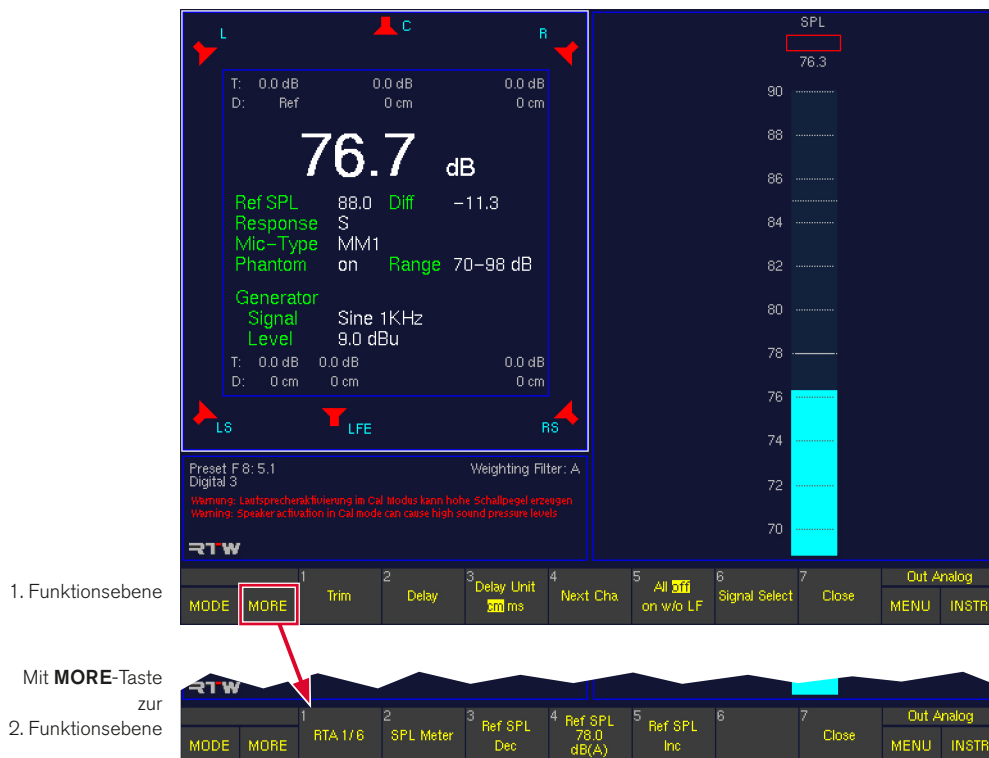 L
C
R
T: 0.0 dB 0.0 dB 0.0 dB
D: Ref 0 cm 0 cm
76.7 dB
Ref SPL 88.0 Diff −11.3
Response S
Mic−Type MM1
Phantom on Range 70−98 dB
Generator
Signal Sine 1KHz
Level 9.0 dBu
T: 0.0 dB 0.0 dB 0.0 dB
D: 0 cm 0 cm 0 cm
LS
LFE
RS
Preset F 8: 5.1 Weighting Filter: A
Digital 3
Warnung: Lautsprecheraktivierung im Cal Modus kann hohe Schallpegel erzeugen
Warning: Speaker activation in Cal mode can cause high sound pressure levels
RTW
SPL
76.3
90
88
86
84
82
80
78
76
74
72
70
1. Funktionsebene
MODE
MORE
1 Trim
2 Delay
3 Delay Unit
cm ms
4 Next Cha
5 All off
on w/o LF
6 Signal Select
7 Close
Out Analog
MENU
INSTR
Mit MORE-Taste
zur
2. Funktionsebene
RTW
MODE
MORE
1 RTA 1/6
2 SPL Meter
3 Ref SPL
Dec
4 Ref SPL
78.0
dB(A)
5 Ref SPL
Inc
6
7 Close
Out Analog
MENU
INSTR